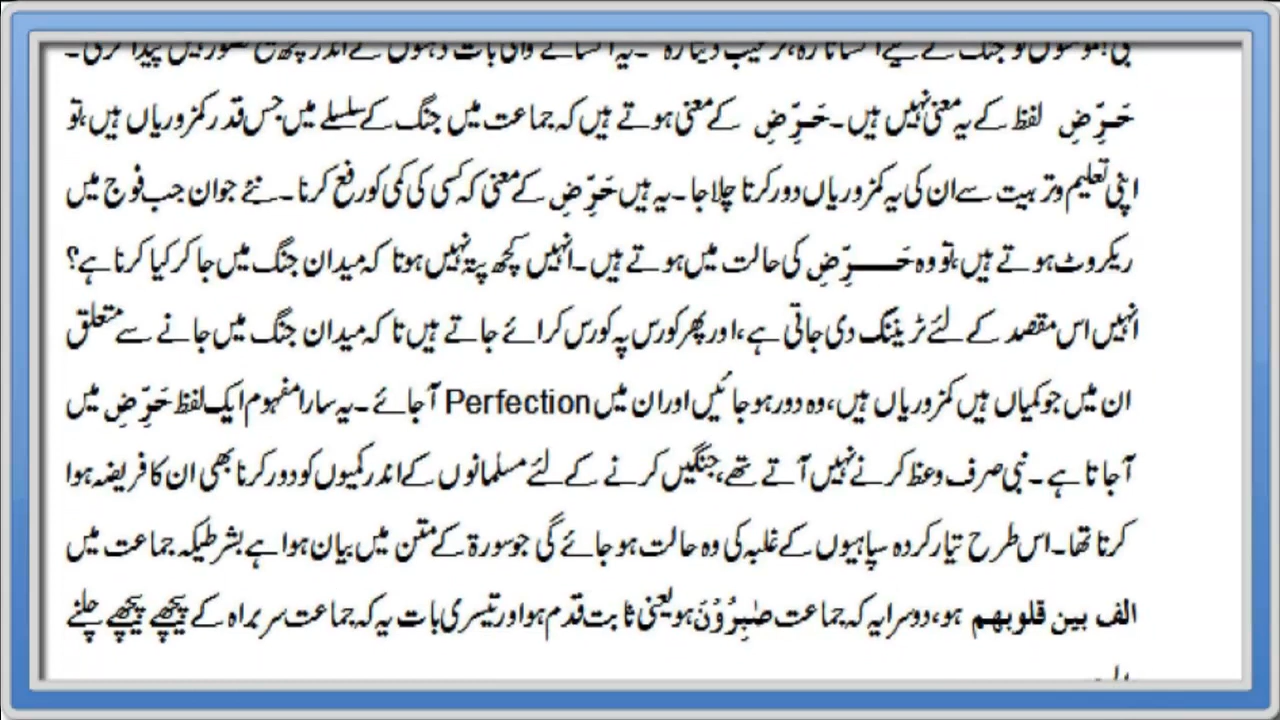 حَرِّضِ لفظ کے یہ معنی نہیں ہیں۔ حَرِّضِ کے معنی ہوتے ہیں کہ جماعت میں جنگ کے سلسلے میں جس قدر کمزوریاں ہیں، تو
اپنی تعلیم و تربیت سے ان کی یہ کمزوریاں دور کرنا چلا جا۔ یہ ہیں حَرِّضِ کے معنی کہ کسی کی کمی کو رفع کرنا۔ نئے جوان جب فوج میں
ریکروٹ ہوتے ہیں، تو وہ حَرِّضِ کی حالت میں ہوتے ہیں۔ انہیں کچھ پتہ نہیں ہوتا کہ میدان جنگ میں جا کر کیا کرنا ہے؟
انہیں اس مقصد کے لئے ٹریننگ دی جاتی ہے، اور پھر کورس پہ کورس کرائے جاتے ہیں تا کہ میدان جنگ میں جانے سے متعلق
ان میں جو کمیاں ہیں کمزوریاں ہیں، وہ دور ہو جائیں اور ان میں Perfection آ جائے۔ یہ سارا مفہوم ایک لفظ حَرِّضِ میں
آ جاتا ہے۔ نبی صرف وعظ کرنے نہیں آتے تھے، جنگیں کرنے کے لئے مسلمانوں کے اندر کمیوں کو دور کرنا بھی ان کا فریضہ ہوا
کرتا تھا۔ اس طرح تیار کردہ سپاہیوں کے غلبہ کی وہ حالت ہو جائے گی جو سورۃ کے متن میں بیان ہوا ہے بشرطیکہ جماعت میں
الف بین قلوبھم ہو، دوسرا یہ کہ جماعت صٰبِرُوْنَ ہو یعنی ثابت قدم ہو اور تیسری بات یہ کہ جماعت سربراہ کے پیچھے پیچھے چلنے